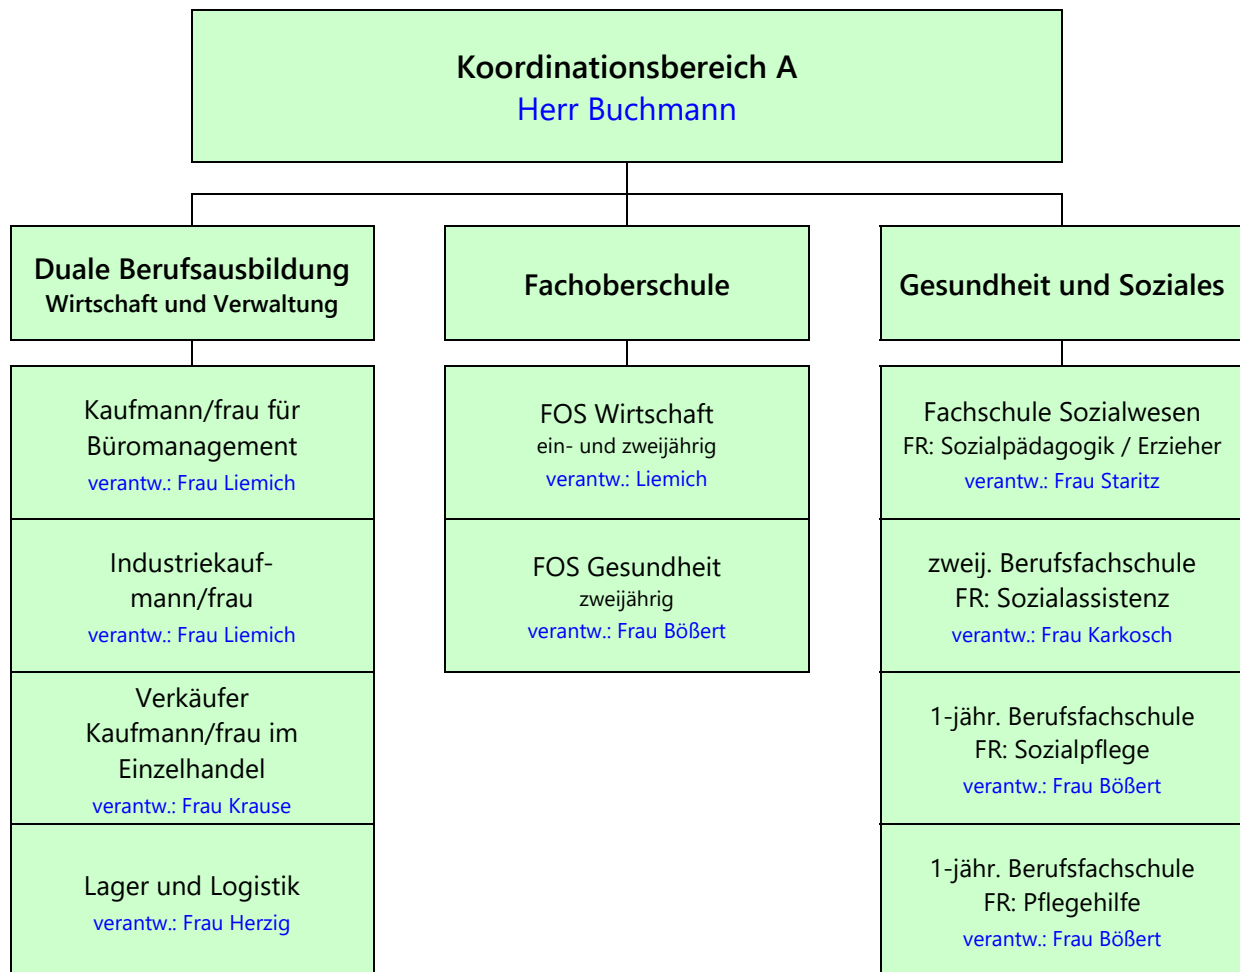 Koordinationsbereich A
Herr Buchmann
Duale Berufsausbildung
Wirtschaft und Verwaltung
Kaufmann/frau für
Büromanagement
verantw.: Frau Liemich
Industriekauf-
mann/frau
verantw.: Frau Liemich
Verkäufer
Kaufmann/frau im
Einzelhandel
verantw.: Frau Krause
Lager und Logistik
verantw.: Frau Herzig
Fachoberschule
FOS Wirtschaft
ein- und zweijährig
verantw.: Liemich
FOS Gesundheit
zweijährig
verantw.: Frau Bößert
Gesundheit und Soziales
Fachschule Sozialwesen
FR: Sozialpädagogik / Erzieher
verantw.: Frau Staritz
zweij. Berufsfachschule
FR: Sozialassistenz
verantw.: Frau Karkosch
1-jähr. Berufsfachschule
FR: Sozialpflege
verantw.: Frau Bößert
1-jähr. Berufsfachschule
FR: Pflegehilfe
verantw.: Frau Bößert